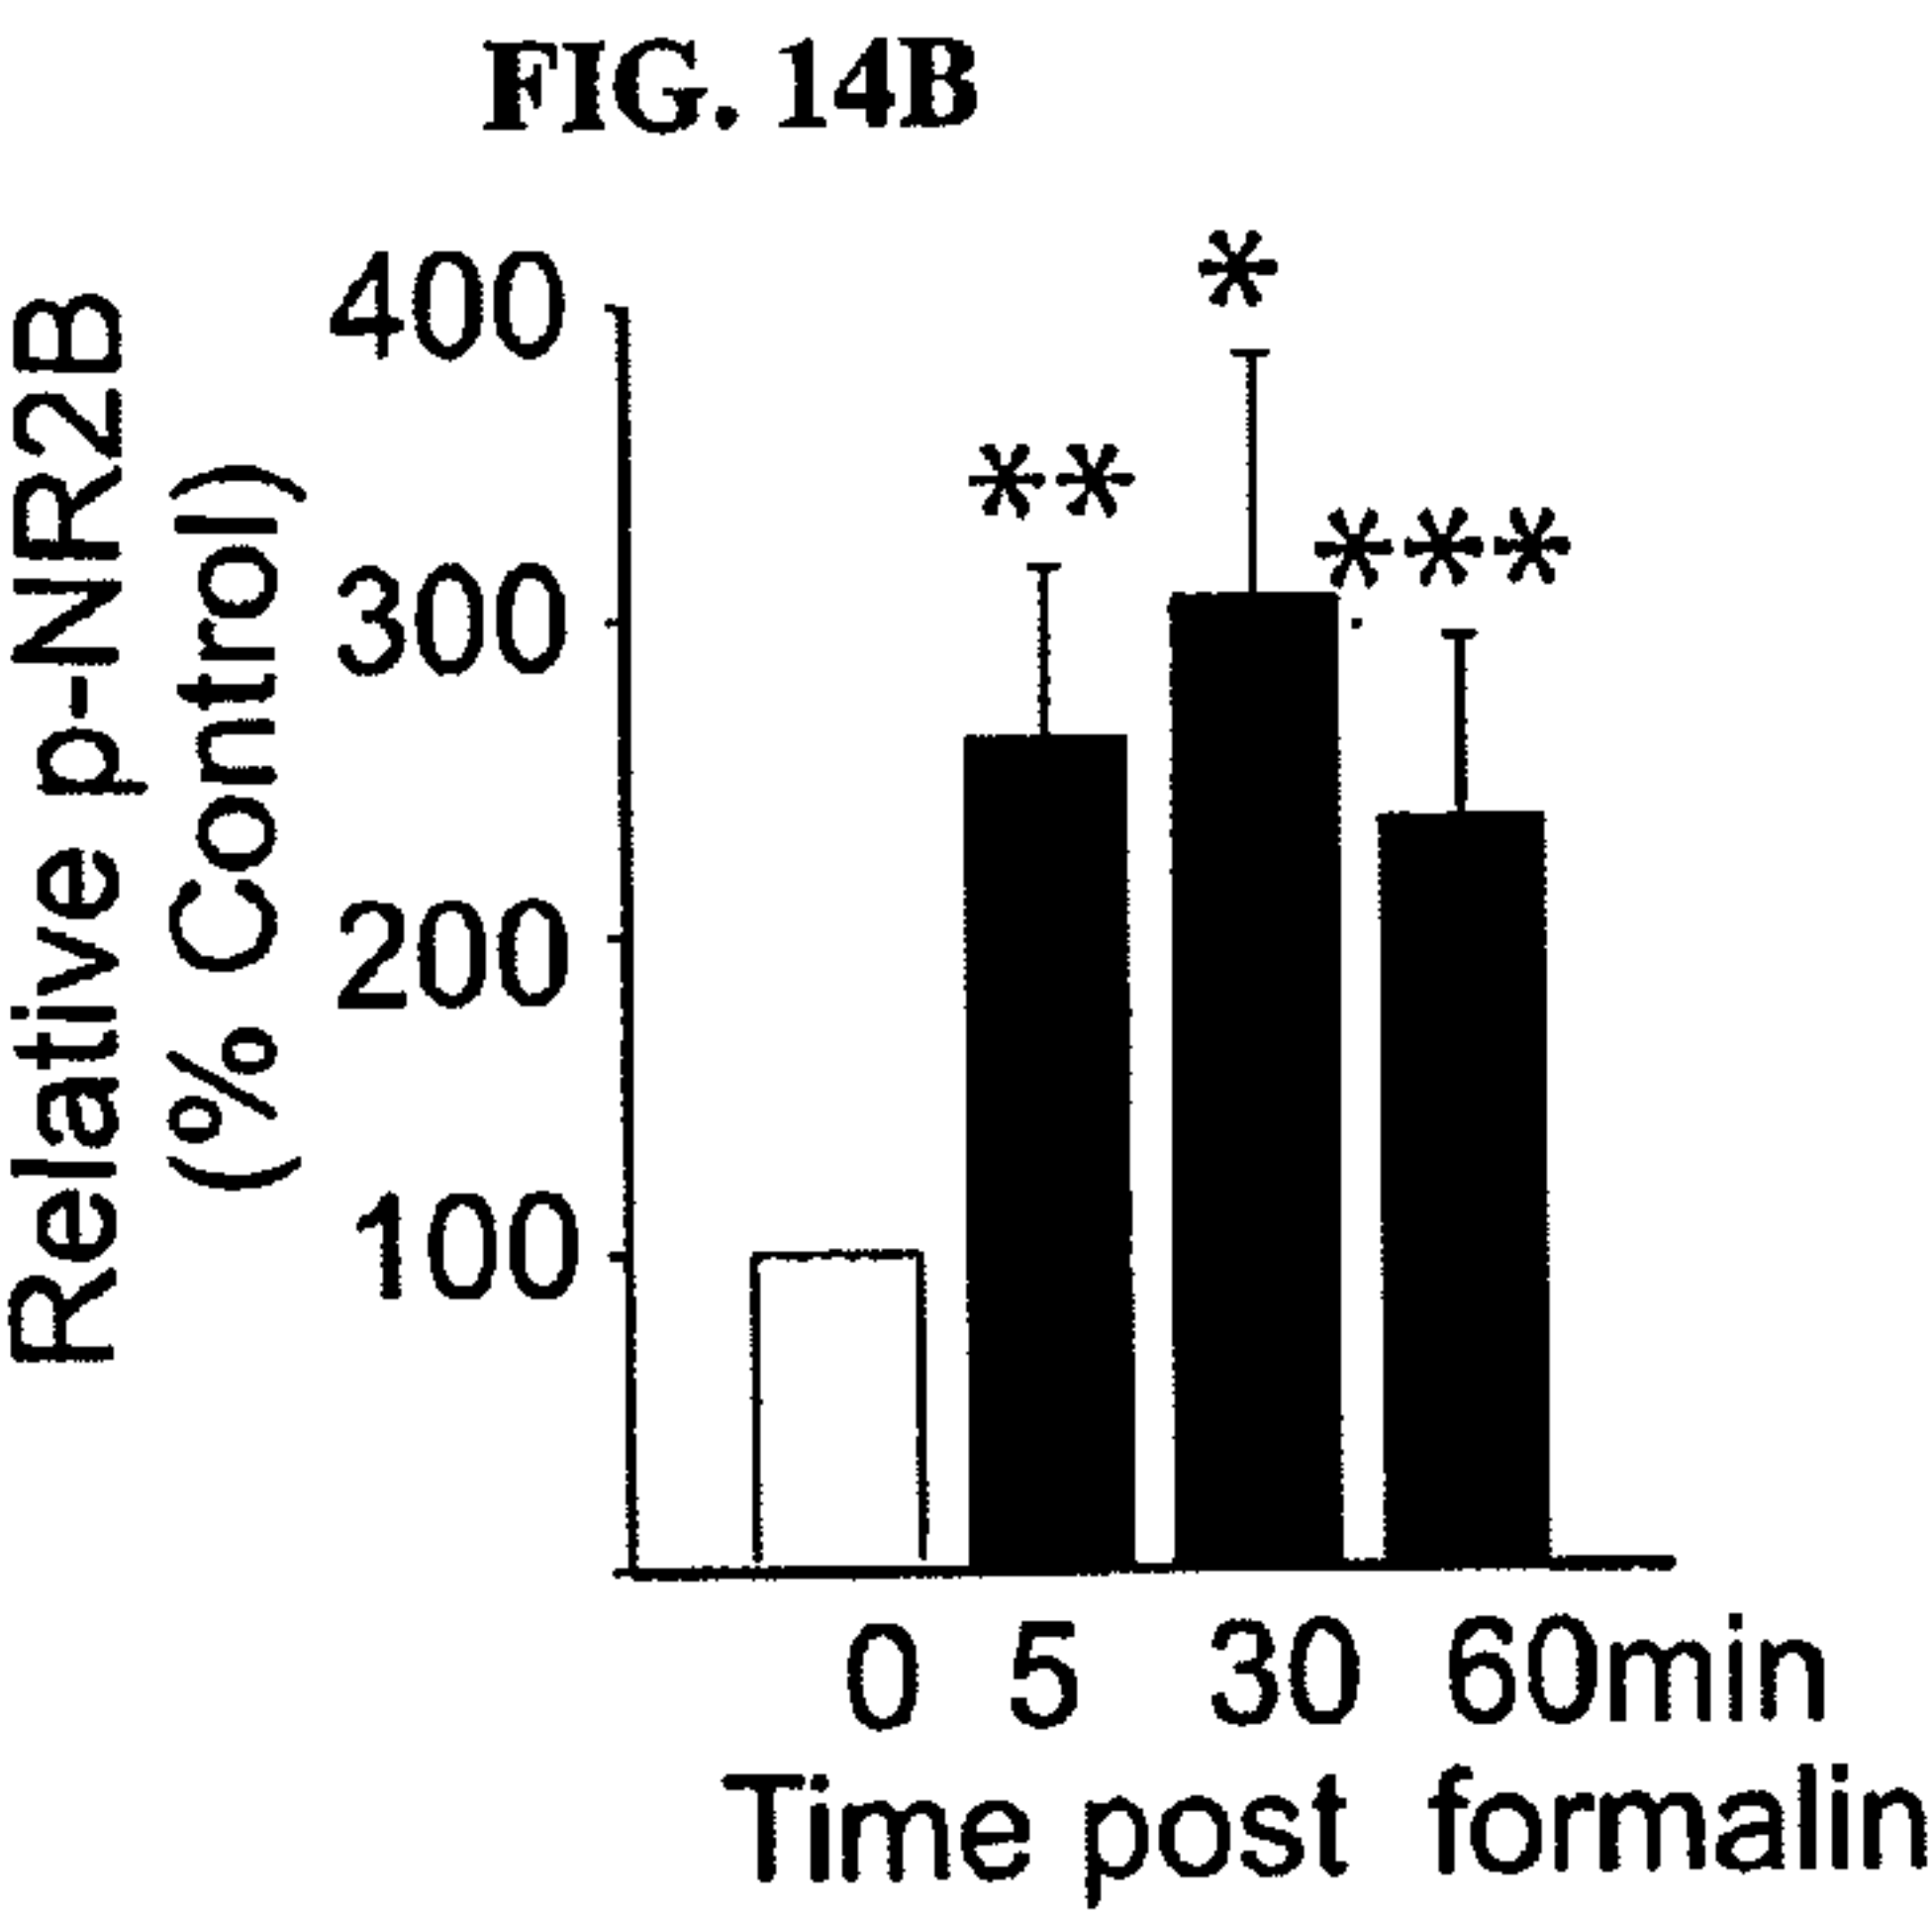 FIG. 14B
Relative p-NR2B
(% Control)
400
300
200
100
*
**
***
0 5 30 60min
Time post formalin